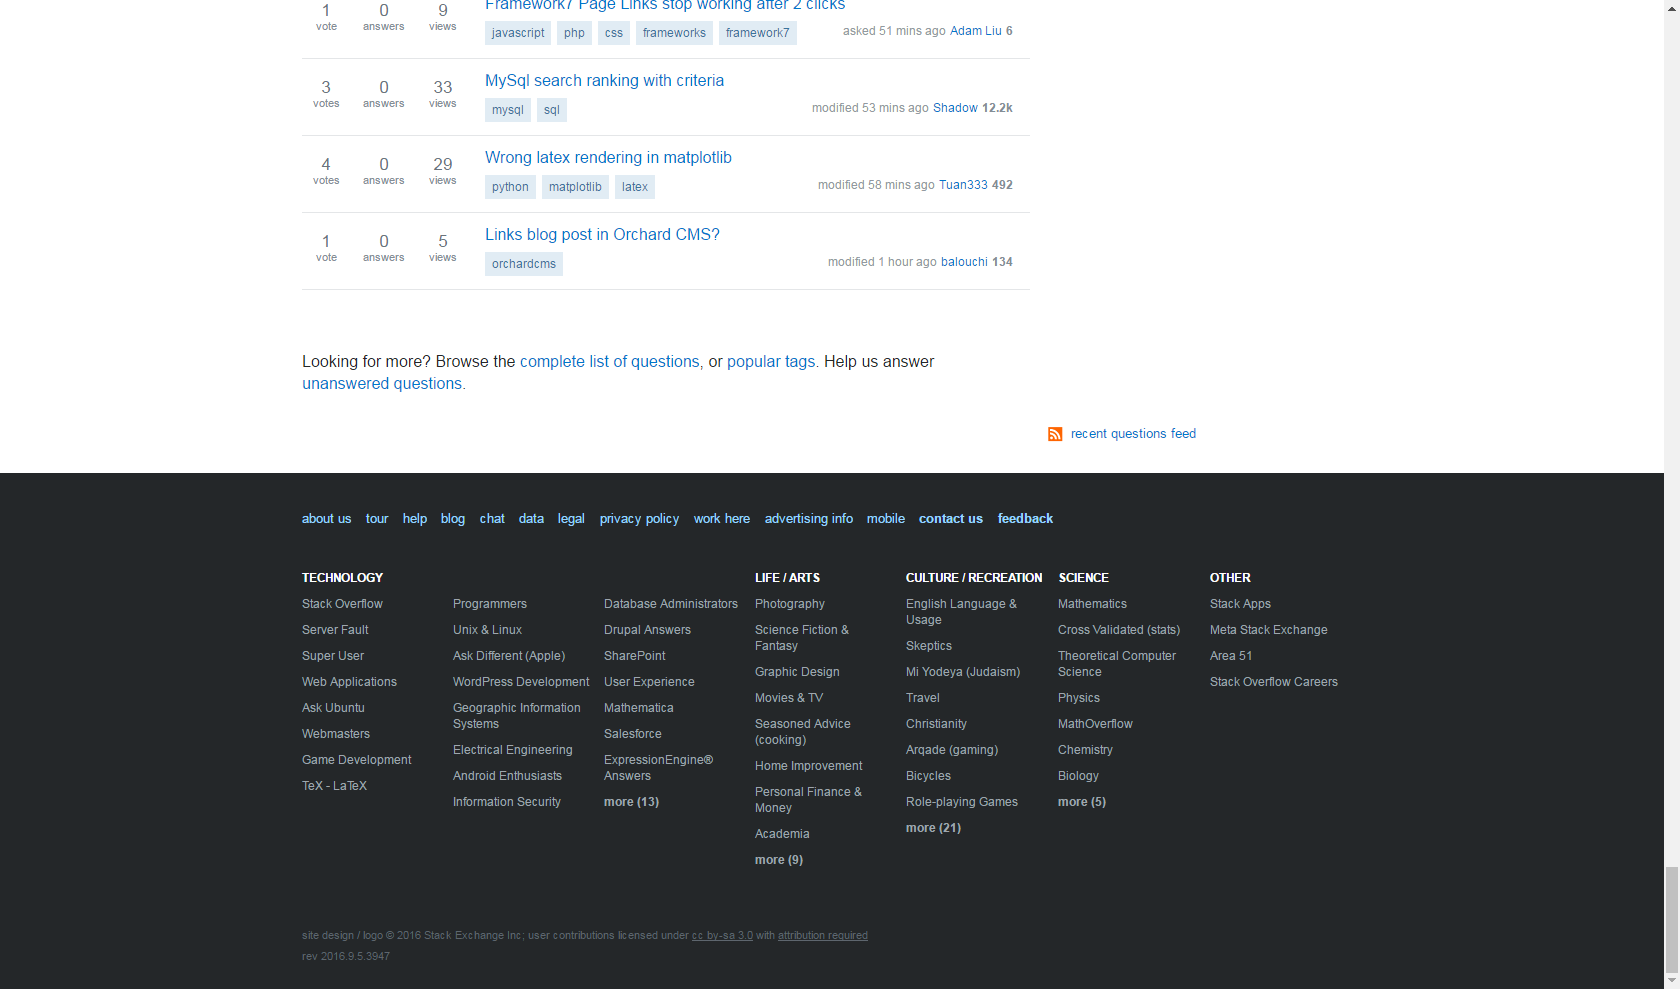 1 0 9 Framework7 Page Links stop working after 2 clicks
vote answers views
javascript php css frameworks framework7 asked 51 mins ago Adam Liu 6
3 0 33 MySql search ranking with criteria
votes answers views
mysql sql modified 53 mins ago Shadow 12.2k
4 0 29 Wrong latex rendering in matplotlib
votes answers views
python matplotlib latex modified 58 mins ago Tuan333 492
1 0 5 Links blog post in Orchard CMS?
vote answers views
orchardcms modified 1 hour ago balouchi 134
Looking for more? Browse the complete list of questions, or popular tags. Help us answer
unanswered questions.
recent questions feed
about us tour help blog chat data legal privacy policy work here advertising info mobile contact us feedback
TECHNOLOGY
Stack Overflow
Server Fault
Super User
Web Applications
Ask Ubuntu
Webmasters
Game Development
TeX - LaTeX
Programmers
Unix & Linux
Ask Different (Apple)
WordPress Development
Geographic Information
Systems
Electrical Engineering
Android Enthusiasts
Information Security
Database Administrators
Drupal Answers
SharePoint
User Experience
Mathematica
Salesforce
ExpressionEngine®
Answers
more (13)
LIFE / ARTS
Photography
Science Fiction &
Fantasy
Graphic Design
Movies & TV
Seasoned Advice
(cooking)
Home Improvement
Personal Finance &
Money
Academia
more (9)
CULTURE / RECREATION
English Language &
Usage
Skeptics
Mi Yodeya (Judaism)
Travel
Christianity
Arqade (gaming)
Bicycles
Role-playing Games
more (21)
SCIENCE
Mathematics
Cross Validated (stats)
Theoretical Computer
Science
Physics
MathOverflow
Chemistry
Biology
more (5)
OTHER
Stack Apps
Meta Stack Exchange
Area 51
Stack Overflow Careers
site design / logo © 2016 Stack Exchange Inc; user contributions licensed under cc by-sa 3.0 with attribution required
rev 2016.9.5.3947